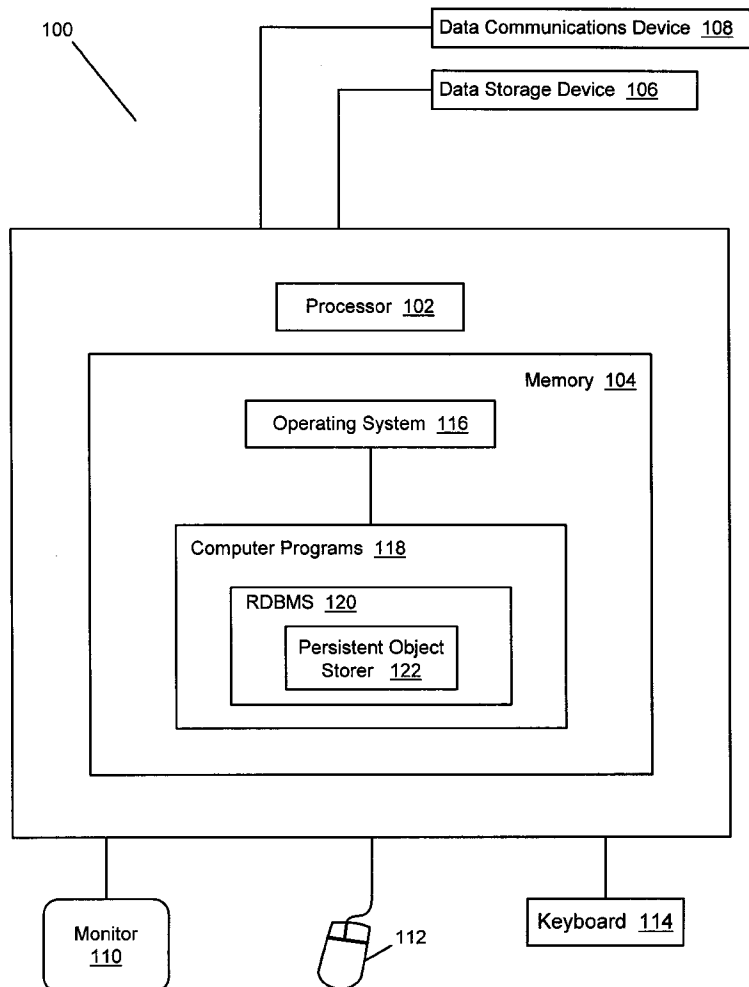 100
Data Communications Device 108
Data Storage Device 106
Processor 102
Memory 104
Operating System 116
Computer Programs 118
RDBMS 120
Persistent Object
Storer 122
Monitor
110
112
Keyboard 114